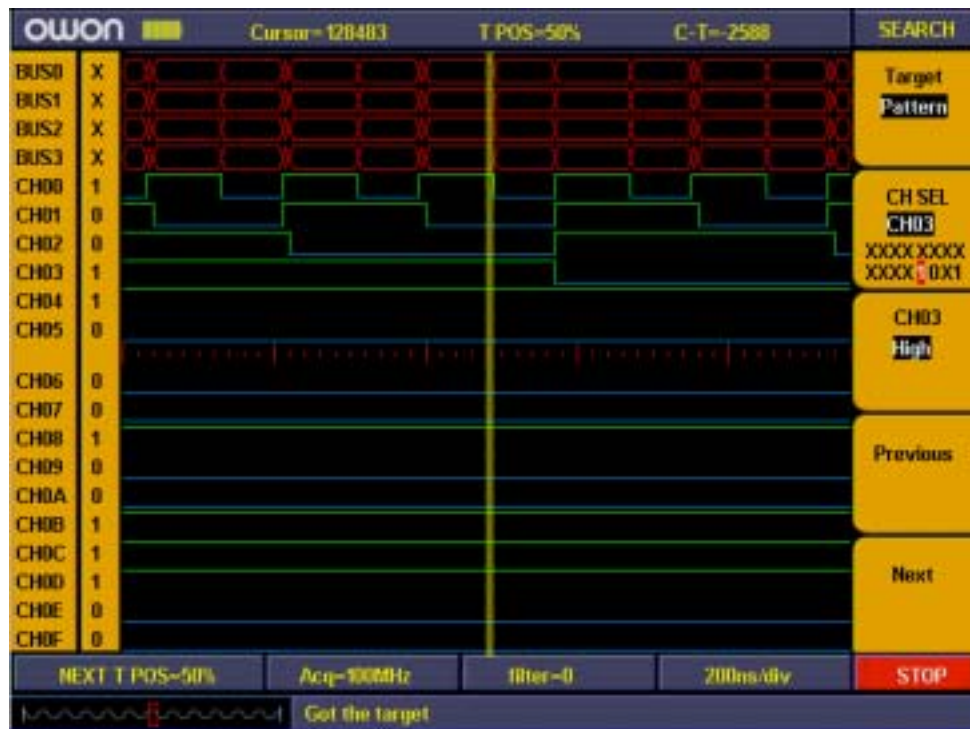 owon Cursor=128483 T POS=50% C-T=-2588 SEARCH
BUS0 X
BUS1 X
BUS2 X
BUS3 X
CH00 1
CH01 0
CH02 0
CH03 1
CH04 1
CH05 0
CH06 0
CH07 0
CH08 1
CH09 0
CH0A 0
CH0B 1
CH0C 1
CH0D 1
CH0E 0
CH0F 0
Target
Pattern
CH SEL
CH03
XXXX XXXX
XXXX 1 0X1
CH03
High
Previous
Next
NEXT T POS=50% Acq=100MHz filter=0 200ns/div STOP
Got the target